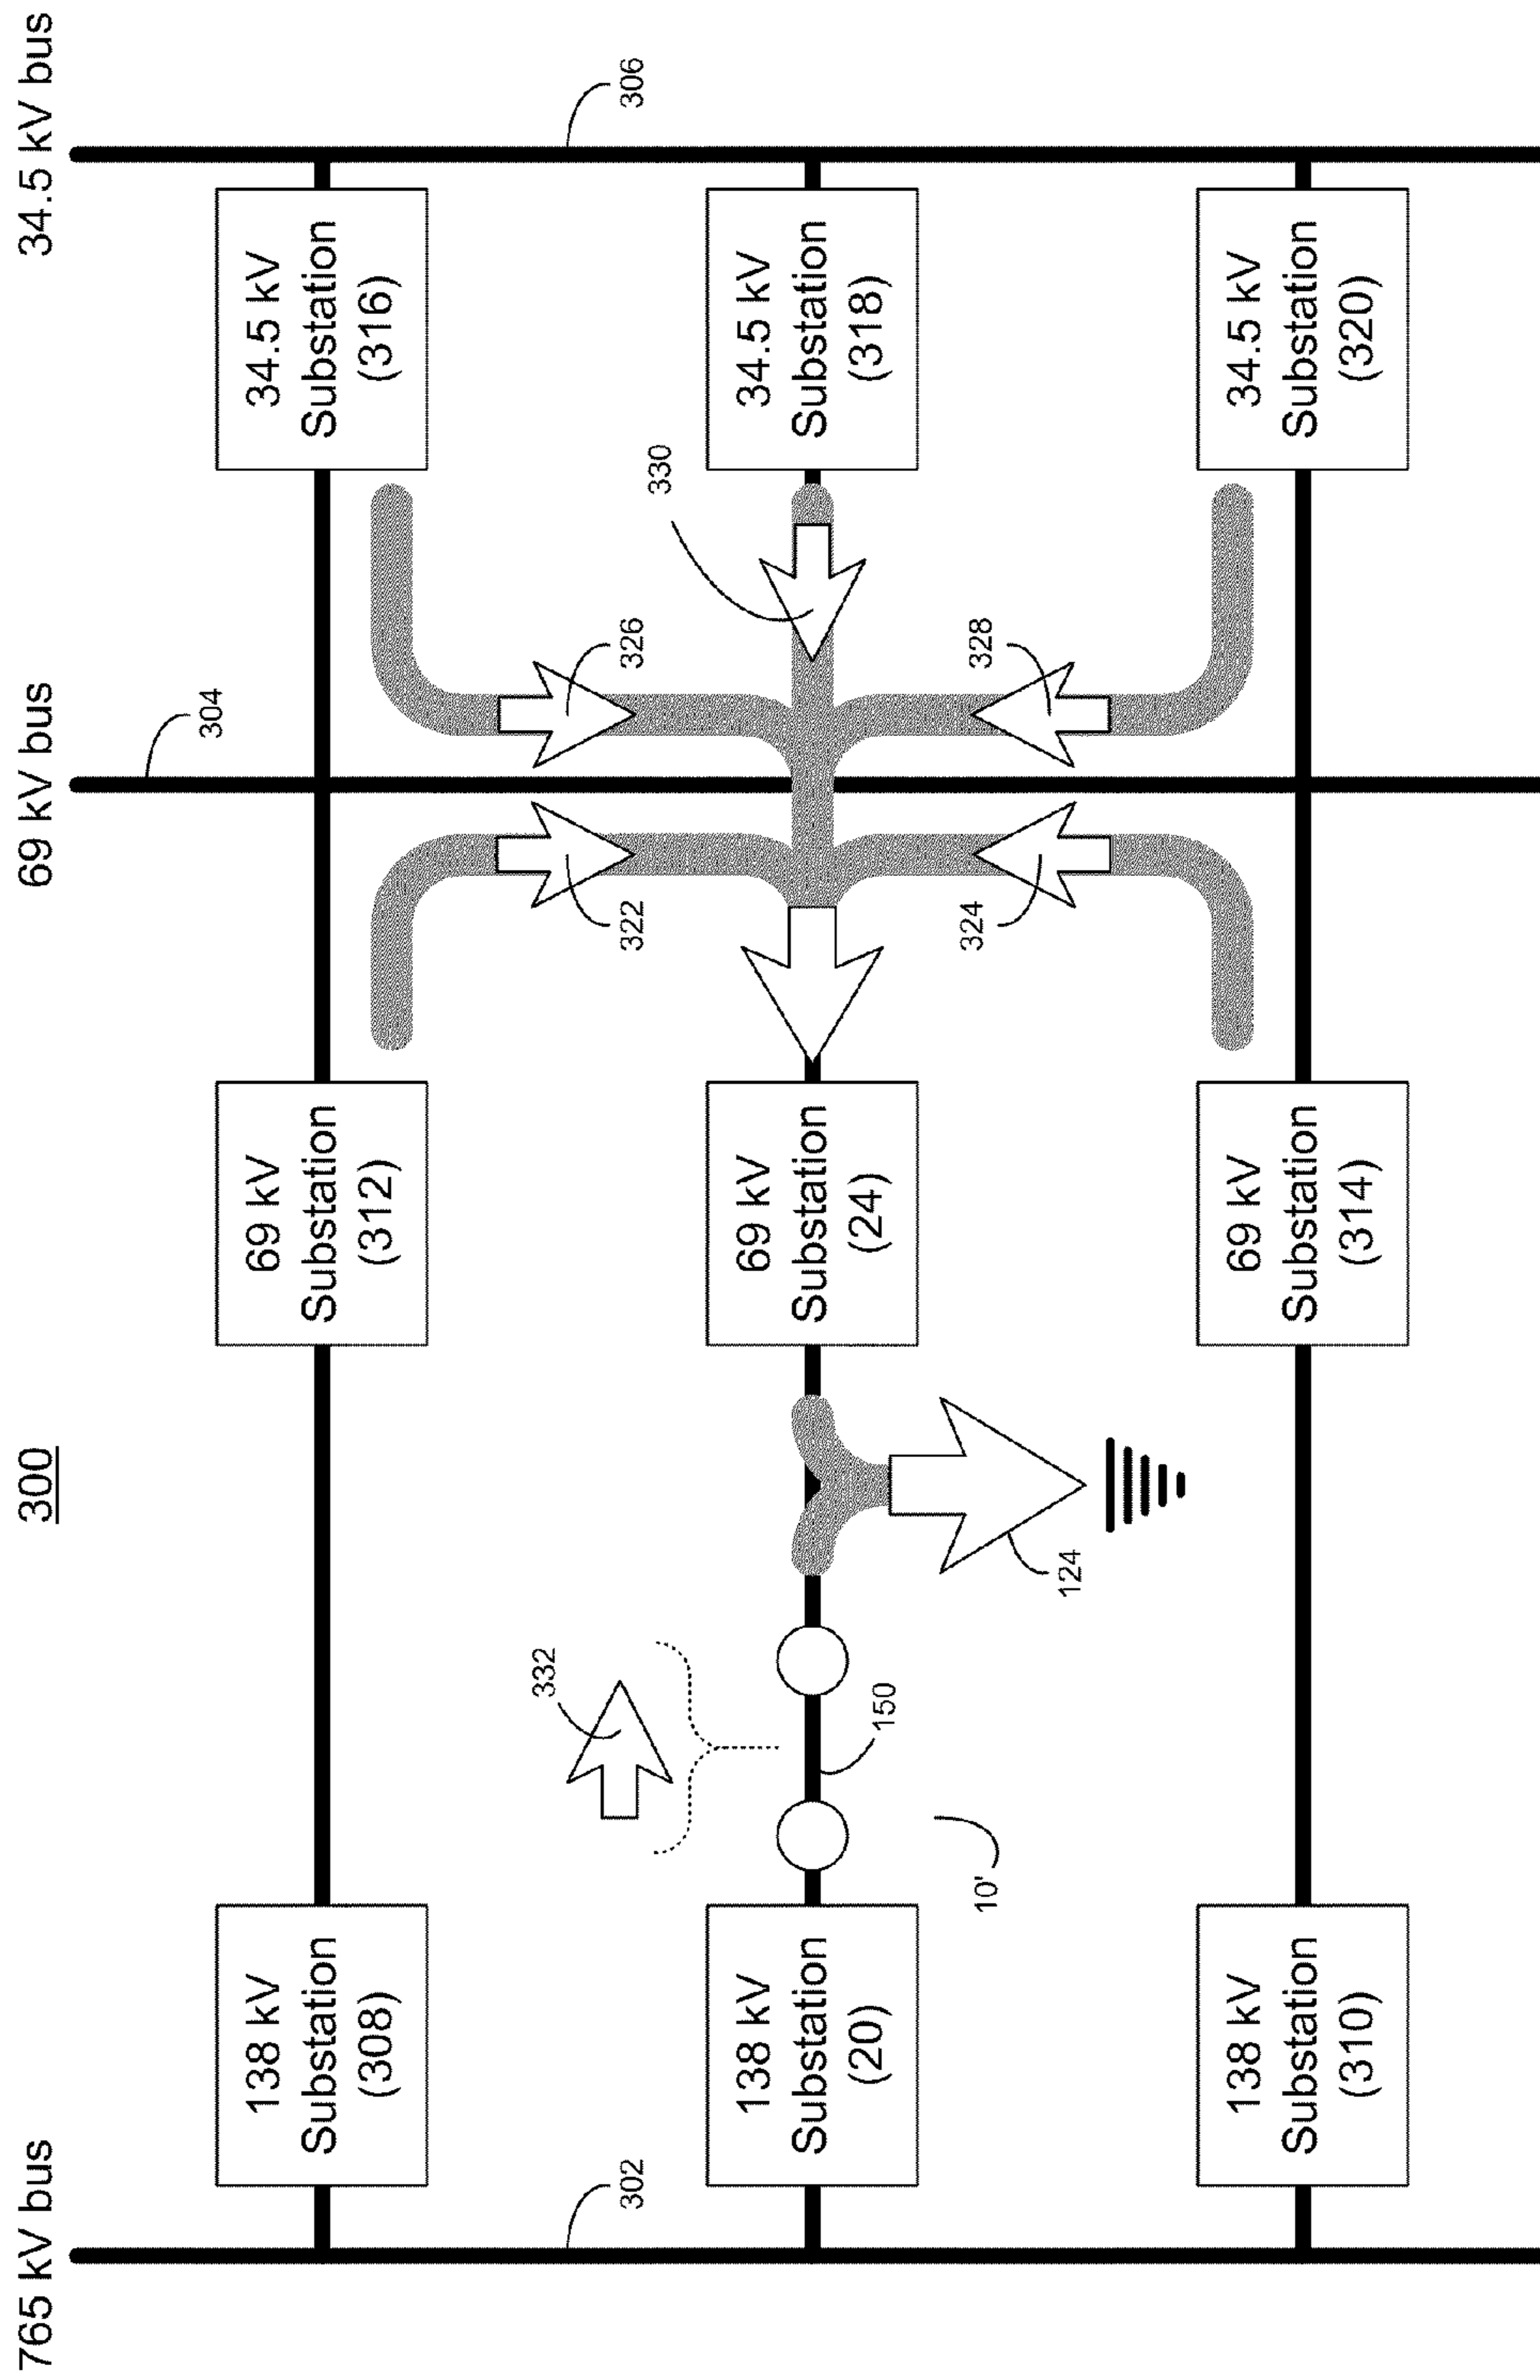 300
765 kV bus
69 kV bus
34.5 kV bus
302
304
306
138 kV
Substation
(308)
69 kV
Substation
(312)
34.5 kV
Substation
(316)
332
322
326
330
138 kV
Substation
(20)
150
69 kV
Substation
(24)
34.5 kV
Substation
(318)
10'
124
324
328
138 kV
Substation
(310)
69 kV
Substation
(314)
34.5 kV
Substation
(320)